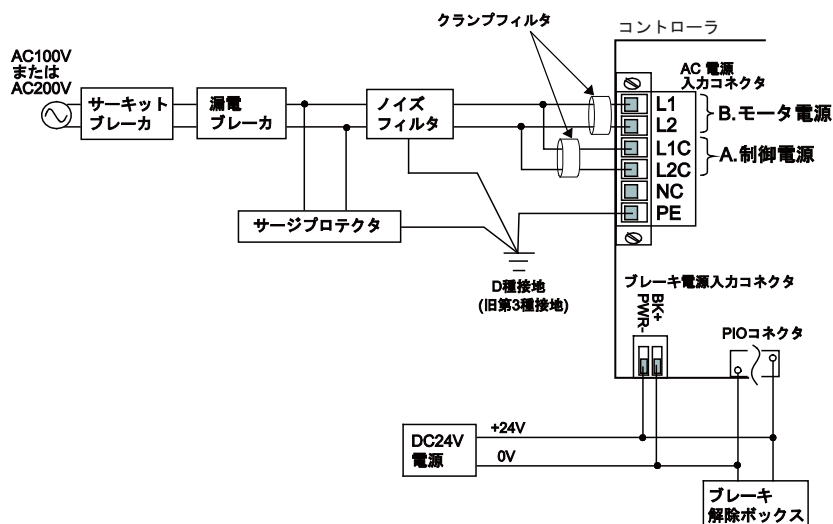 クランプフィルタ
コントローラ
AC100V
または
AC200V
サーキット
ブレーカ
漏電
ブレーカ
ノイズ
フィルタ
AC 電源
入力コネクタ
L1
L2
L1C
L2C
NC
PE
B.モータ電源
A.制御電源
サージプロテクタ
D種接地
(旧第3種接地)
ブレーキ電源入力コネクタ
BK+
PWR-
PIOコネクタ
DC24V
電源
+24V
0V
ブレーキ
解除ボックス